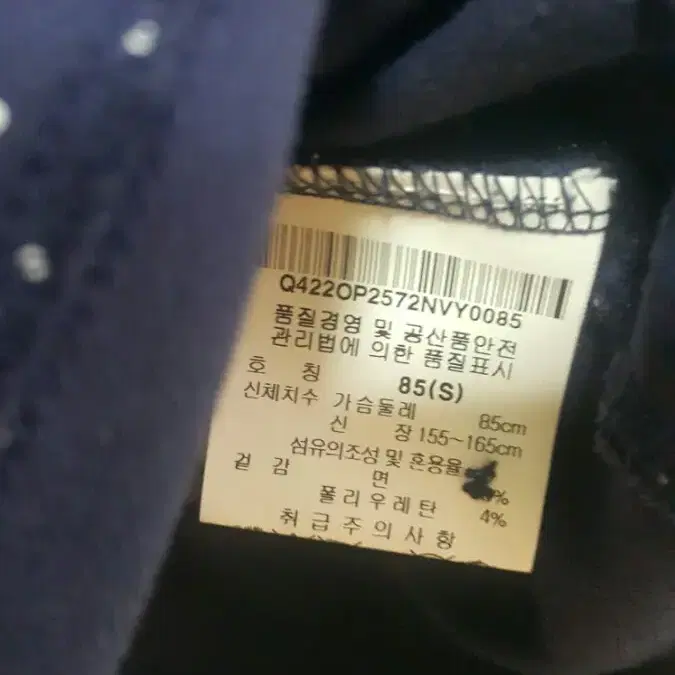 Q422OP2572NVY0085
품질경영 및 공산품안전
관리법에 의한 품질표시
호 칭 85(S)
신체치수 가슴둘레 85cm
신 장 155~165cm
섬유의조성 및 혼용율
겉 감 면 %
폴리우레탄 4%
취급주의사항